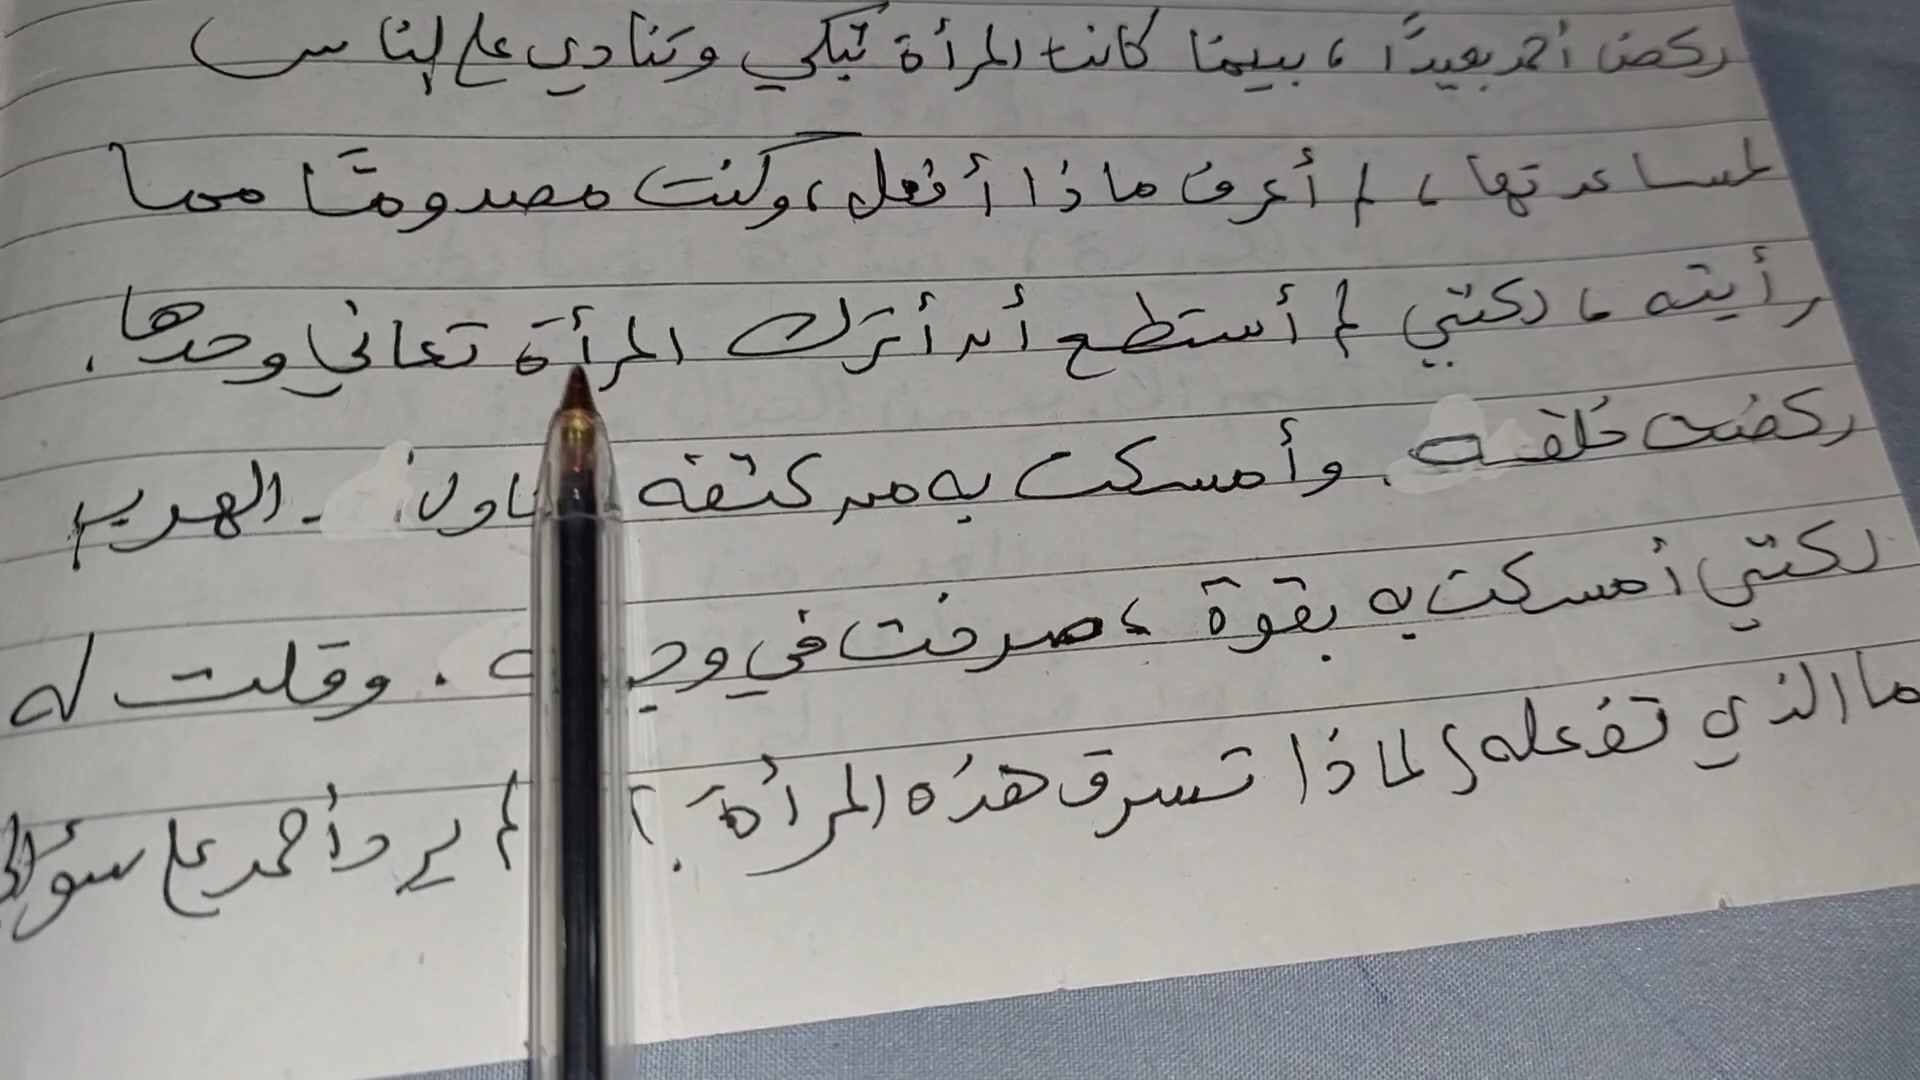 ركض أحمد بعيدًا، بينما كانت المرأة تبكي وتنادي على الناس
لمساعدتها، لم أعرف ماذا أفعل، وكنت مصدومًا مما
رأيته، لكنني لم أستطع أن أترك المرأة تعاني وحدها.
ركضت خلفه. وأمسكت به من كتفه الهرب
لكنني أمسكت به بقوة، صرخت في. وقلت له
ما الذي تفعله؟ لماذا تسرق هذه المرأة؟. لم يرد أحمد على سؤالي